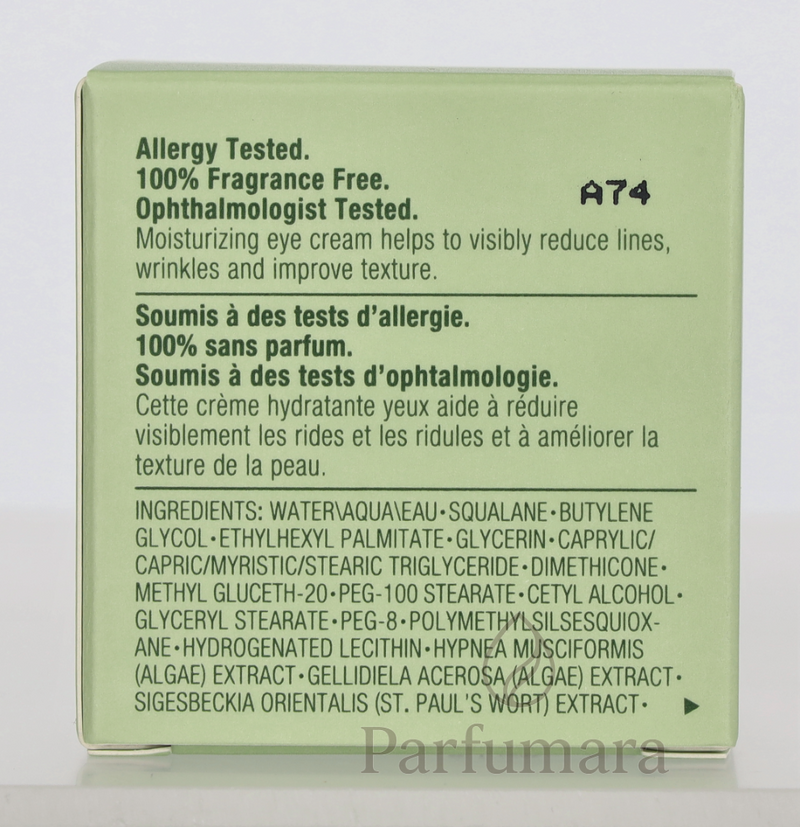 Allergy Tested.
100% Fragrance Free.
A74
Ophthalmologist Tested.
Moisturizing eye cream helps to visibly reduce lines,
wrinkles and improve texture.
Soumis à des tests d'allergie.
100% sans parfum.
Soumis à des tests d'ophtalmologie.
Cette crème hydratante yeux aide à réduire
visiblement les rides et les ridules et à améliorer la
texture de la peau.
INGREDIENTS: WATER\AQUA\EAU•SQUALANE•BUTYLENE
GLYCOL•ETHYLHEXYL PALMITATE•GLYCERIN•CAPRYLIC/
CAPRIC/MYRISTIC/STEARIC TRIGLYCERIDE•DIMETHICONE•
METHYL GLUCETH-20•PEG-100 STEARATE•CETYL ALCOHOL•
GLYCERYL STEARATE•PEG-8•POLYMETHYLSILSESQUIOX-
ANE•HYDROGENATED LECITHIN•HYPNEA MUSCIFORMIS
(ALGAE) EXTRACT•GELLIDIELA ACEROSA (ALGAE) EXTRACT•
SIGESBECKIA ORIENTALIS (ST. PAUL'S WORT) EXTRACT•
Parfumara